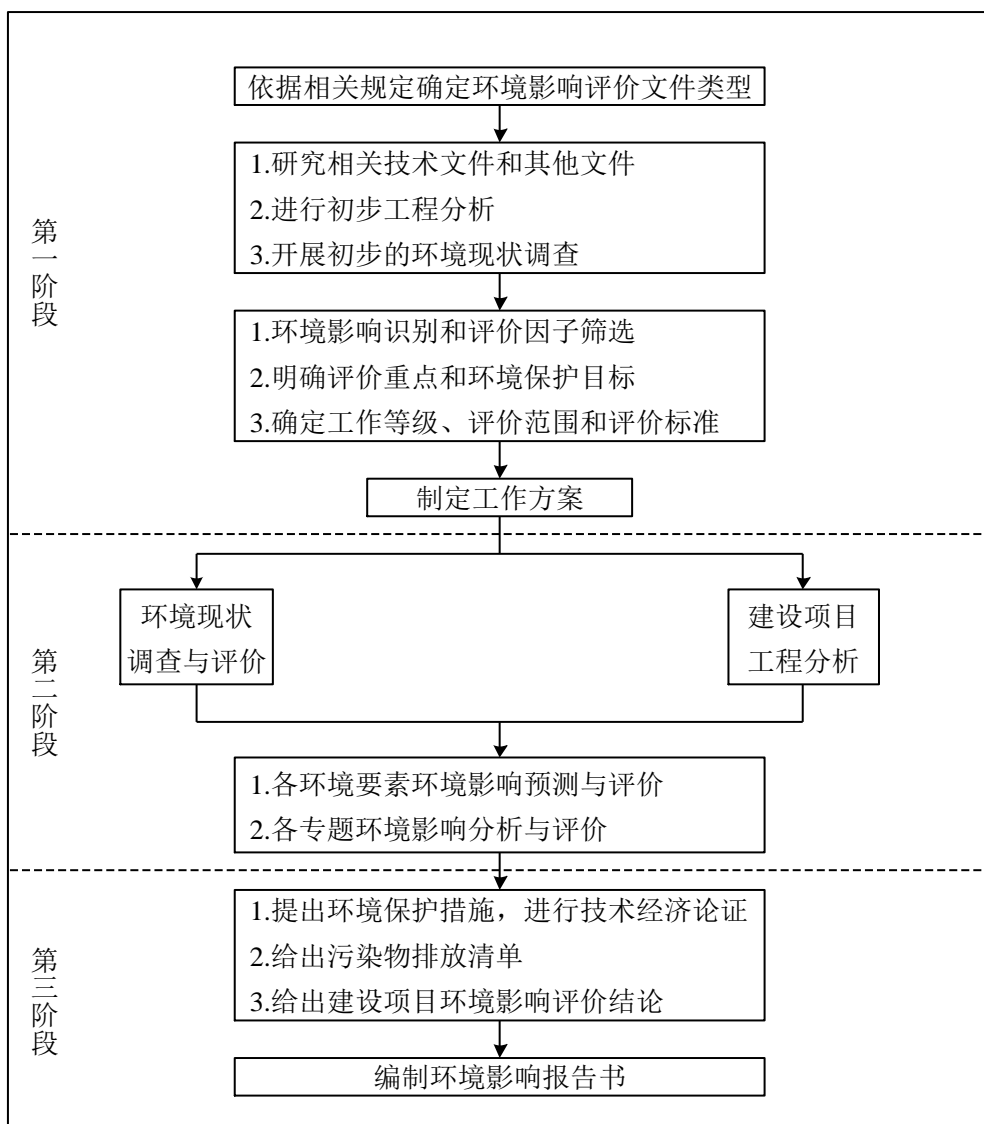 依据相关规定确定环境影响评价文件类型
1.研究相关技术文件和其他文件
2.进行初步工程分析
3.开展初步的环境现状调查
第一阶段
1.环境影响识别和评价因子筛选
2.明确评价重点和环境保护目标
3.确定工作等级、评价范围和评价标准
制定工作方案
环境现状
调查与评价
建设项目
工程分析
第二阶段
1.各环境要素环境影响预测与评价
2.各专题环境影响分析与评价
1.提出环境保护措施，进行技术经济论证
2.给出污染物排放清单
3.给出建设项目环境影响评价结论
第三阶段
编制环境影响报告书